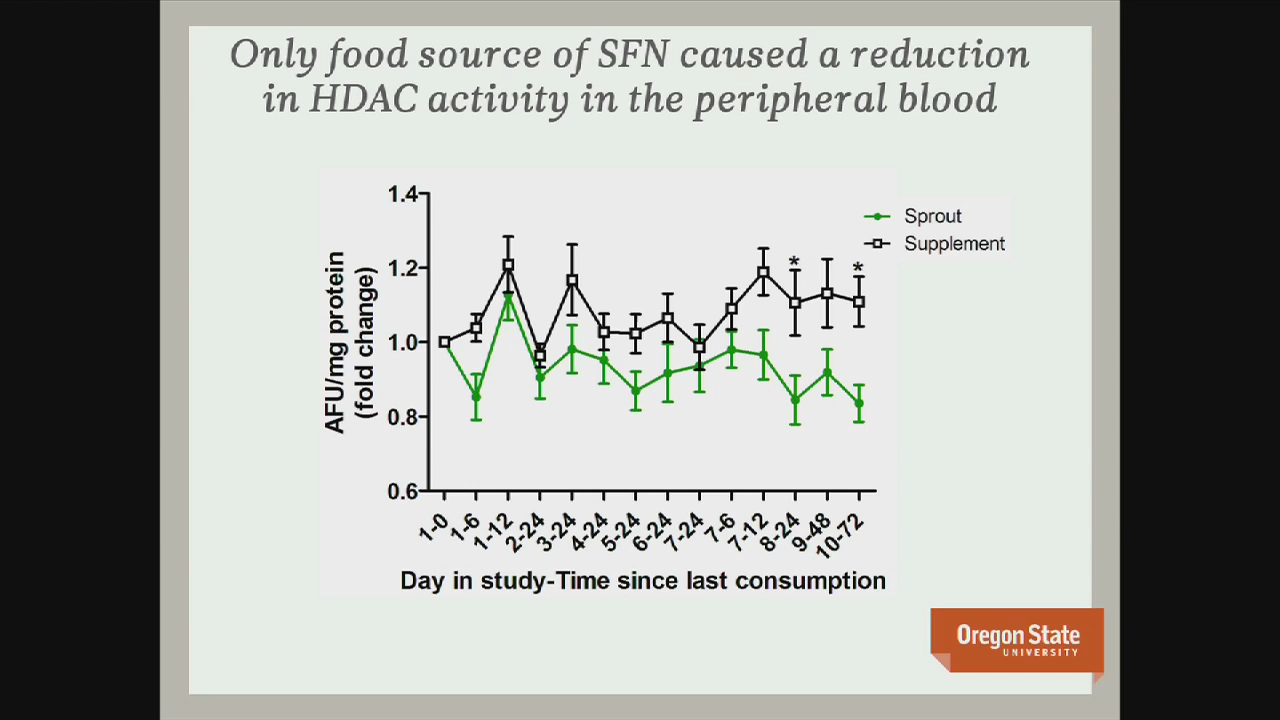 Only food source of SFN caused a reduction
in HDAC activity in the peripheral blood
1.4
1.2
1.0
0.8
0.6
AFU/mg protein
(fold change)
* *
Sprout
Supplement
1-0 1-6 1-12 2-24 3-24 4-24 5-24 6-24 7-24 7-6 7-12 8-24 9-48 10-72
Day in study-Time since last consumption
Oregon State
UNIVERSITY